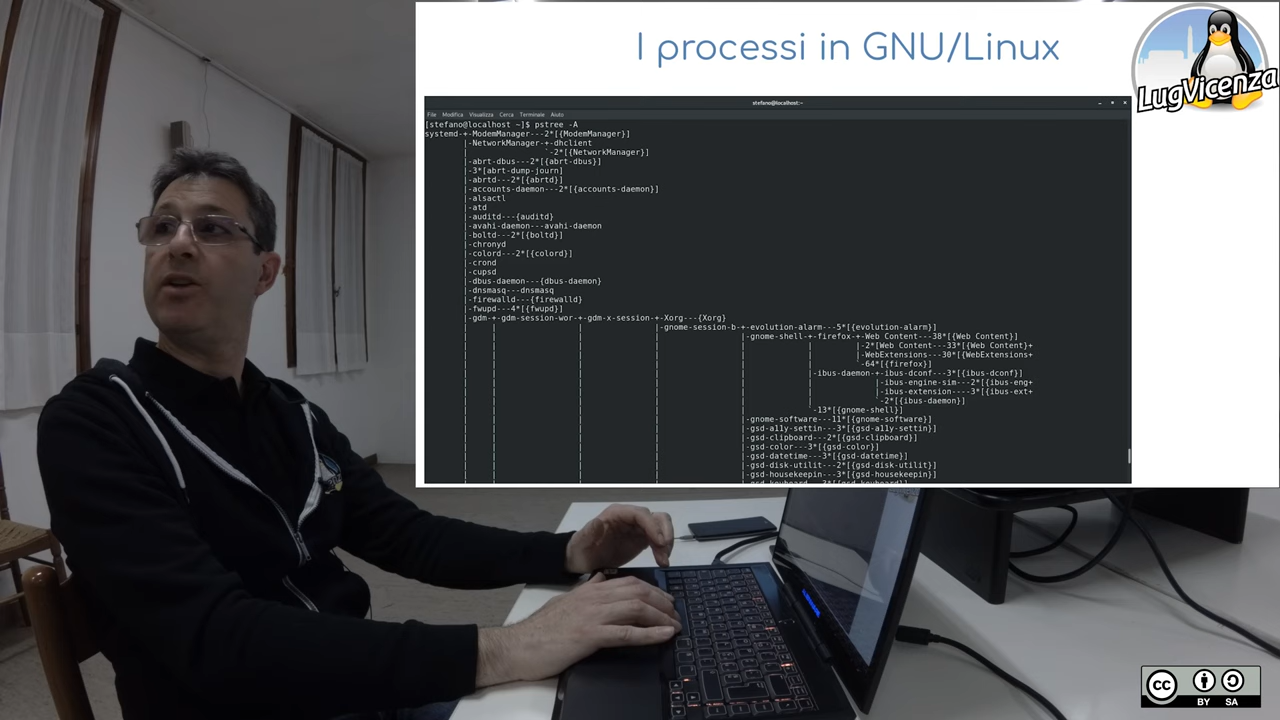 I processi in GNU/Linux
LugVicenza
stefano@localhost:~
File Modifica Visualizza Cerca Terminale Aiuto
[stefano@localhost ~]$ pstree -A
systemd-+-ModemManager---2*[{ModemManager}]
|-NetworkManager-+-dhclient
| `-2*[{NetworkManager}]
|-abrt-dbus---2*[{abrt-dbus}]
|-3*[abrt-dump-journ]
|-abrtd---2*[{abrtd}]
|-accounts-daemon---2*[{accounts-daemon}]
|-alsactl
|-atd
|-auditd---{auditd}
|-avahi-daemon---avahi-daemon
|-boltd---2*[{boltd}]
|-chronyd
|-colord---2*[{colord}]
|-crond
|-cupsd
|-dbus-daemon---{dbus-daemon}
|-dnsmasq---dnsmasq
|-firewalld---{firewalld}
|-fwupd---4*[{fwupd}]
|-gdm-+-gdm-session-wor-+-gdm-x-session-+-Xorg---{Xorg}
| | | |-gnome-session-b-+-evolution-alarm---5*[{evolution-alarm}]
| | | | |-gnome-shell-+-firefox-+-Web Content---38*[{Web Content}]
| | | | | | |-2*[Web Content---33*[{Web Content}+
| | | | | | |-WebExtensions---30*[{WebExtensions+
| | | | | | `-64*[{firefox}]
| | | | | |-ibus-daemon-+-ibus-dconf---3*[{ibus-dconf}]
| | | | | | |-ibus-engine-sim---2*[{ibus-eng+
| | | | | | |-ibus-extension----3*[{ibus-ext+
| | | | | | `-2*[{ibus-daemon}]
| | | | | `-13*[{gnome-shell}]
| | | | |-gnome-software---11*[{gnome-software}]
| | | | |-gsd-a11y-settin---3*[{gsd-a11y-settin}]
| | | | |-gsd-clipboard---2*[{gsd-clipboard}]
| | | | |-gsd-color---3*[{gsd-color}]
| | | | |-gsd-datetime---3*[{gsd-datetime}]
| | | | |-gsd-disk-utilit---2*[{gsd-disk-utilit}]
| | | | |-gsd-housekeepin---3*[{gsd-housekeepin}]
| | | | |-gsd-keyboard---3*[{gsd-keyboard}]
cc BY SA